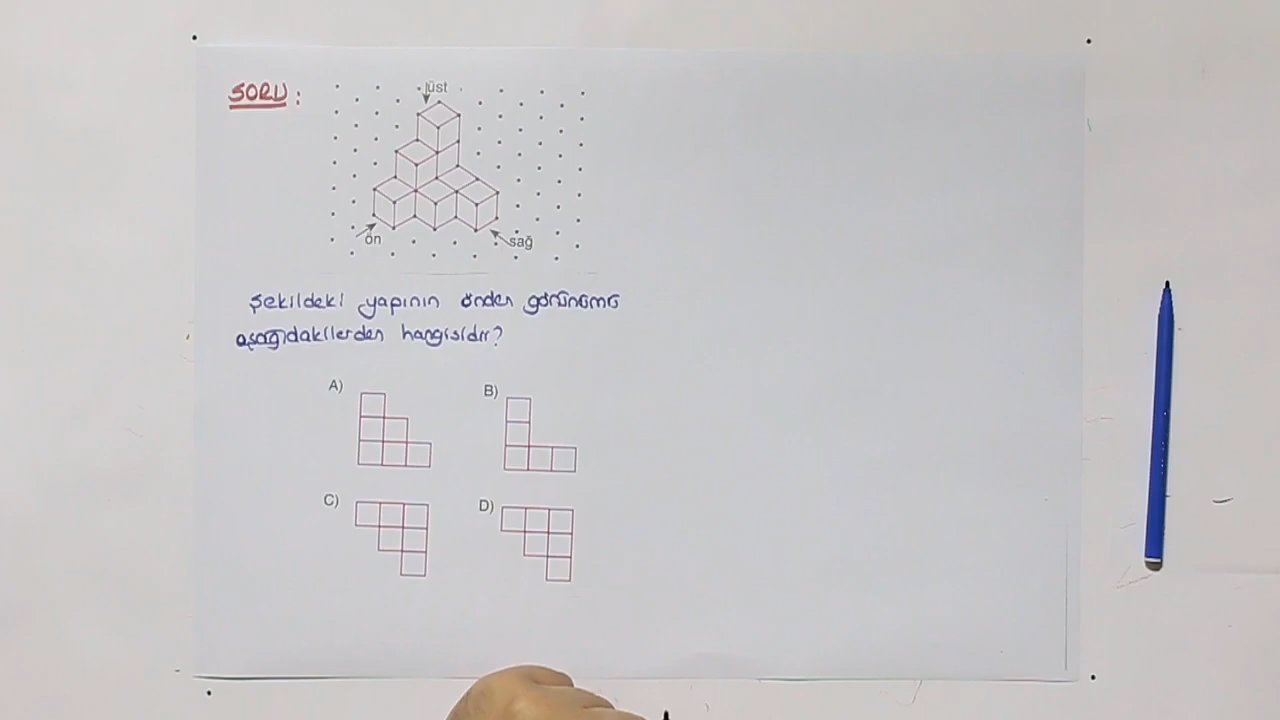 SORU:
üst
ön
sağ
Şekildeki yapının önden görünümü
aşağıdakilerden hangisidir?
A)
B)
C)
D)